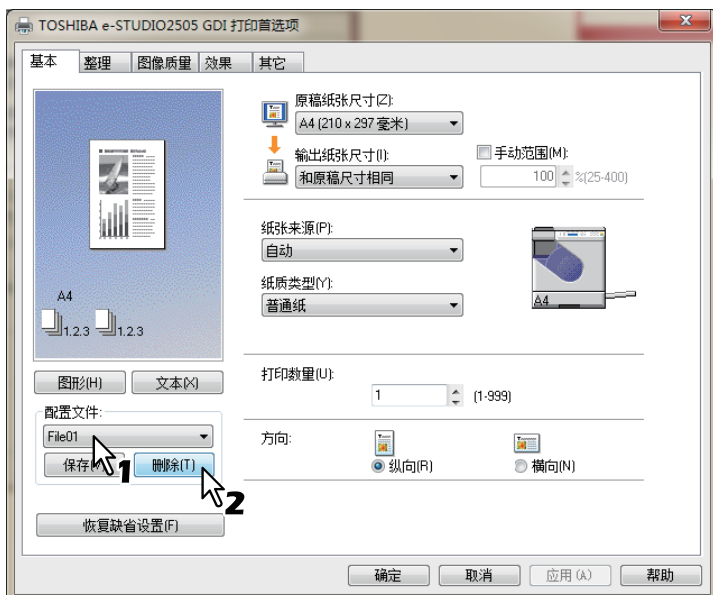 TOSHIBA e-STUDIO2505 GDI 打印首选项
基本 整理 图像质量 效果 其它
原稿纸张尺寸(Z):
A4 (210 x 297 毫米)
输出纸张尺寸(I):
和原稿尺寸相同
手动范围(M):
100 %(25-400)
纸张来源(P):
自动
纸质类型(Y):
普通纸
A4
A4
1.2.3 1.2.3
图形(H) 文本(X)
打印数量(U):
1 (1-999)
配置文件:
File01
保存 删除(T)
1
2
方向:
纵向(R) 横向(N)
恢复缺省设置(F)
确定 取消 应用(A) 帮助